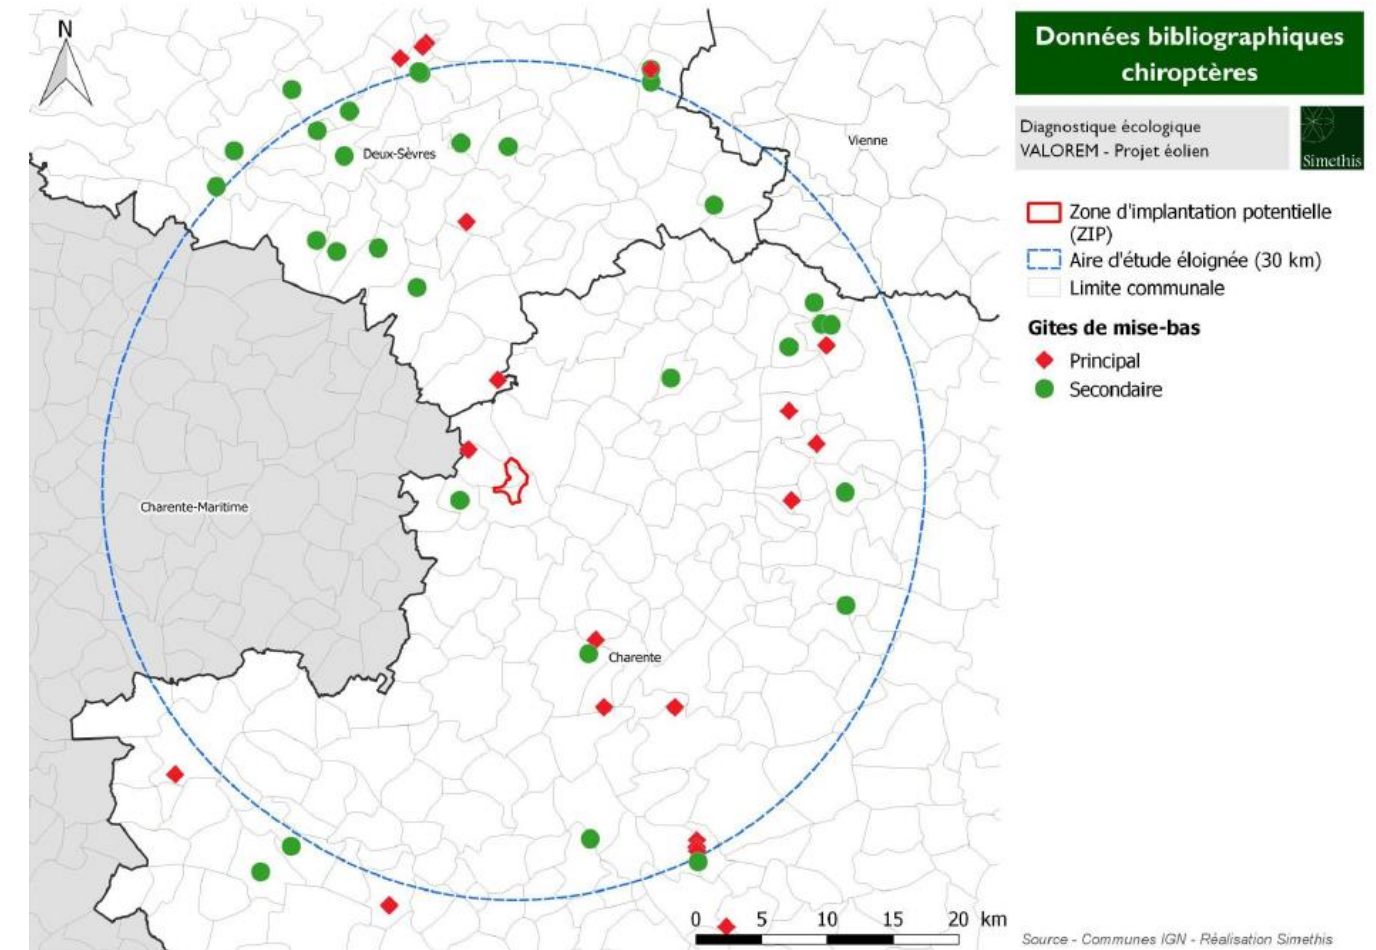 N
Deux-Sèvres
Vienne
Charente-Maritime
Charente
0 5 10 15 20 km
Données bibliographiques
chiroptères
Diagnostique écologique
VALOREM - Projet éolien
Simethis
Zone d'implantation potentielle
(ZIP)
Aire d'étude éloignée (30 km)
Limite communale
Gites de mise-bas
Principal
Secondaire
Source - Communes IGN - Réalisation Simethis